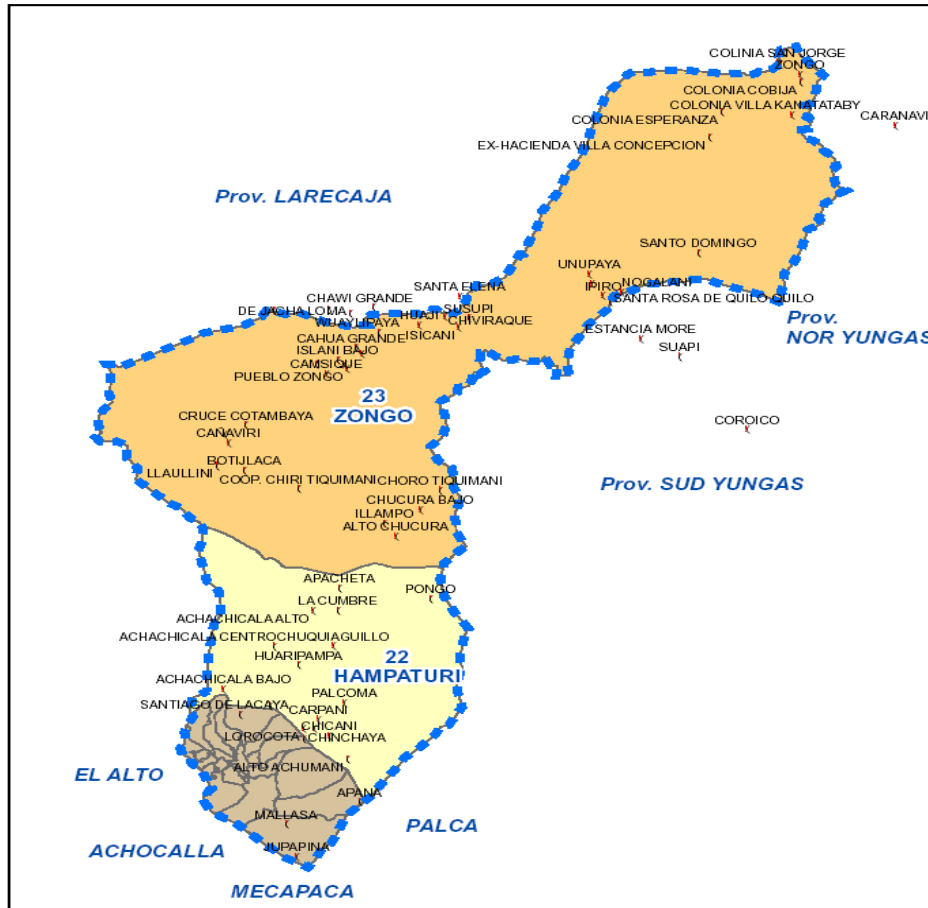 COLINIA SAN JORGE
ZONGO
COLONIA COBIJA
COLONIA VILLA KANATATABY
CARANAVI
COLONIA ESPERANZA
EX-HACIENDA VILLA CONCEPCION
Prov. LARECAJA
SANTO DOMINGO
UNUPAYA
IPIRO
NOGALANI
SANTA ROSA DE QUILO QUILO
SANTA ELENA
CHAWI GRANDE
DE JACHA LOMA
SUSUPI
HUAJI
WUAYLIPAYA
CHIVIRAQUE
ISICANI
Prov.
NOR YUNGAS
ESTANCIA MORE
SUAPI
CAHUA GRANDE
ISLANI BAJO
CAMSIQUE
PUEBLO ZONGO
23
ZONGO
CRUCE COTAMBAYA
COROICO
CAÑAVIRI
BOTIJLACA
LLAULLINI
COOP. CHIRI TIQUIMANI
CHORO TIQUIMANI
Prov. SUD YUNGAS
CHUCURA BAJO
ILLAMPO
ALTO CHUCURA
APACHETA
PONGO
LA CUMBRE
ACHACHICALA ALTO
ACHACHICALA CENTRO
CHUQUIAGUILLO
HUARIPAMPA
22
HAMPATURI
ACHACHICALA BAJO
PALCOMA
SANTIAGO DE LACAYA
CARPANI
CHICANI
LOROCOTA
CHINCHAYA
ALTO ACHUMANI
EL ALTO
APANA
MALLASA
PALCA
JUPAPINA
ACHOCALLA
MECAPACA